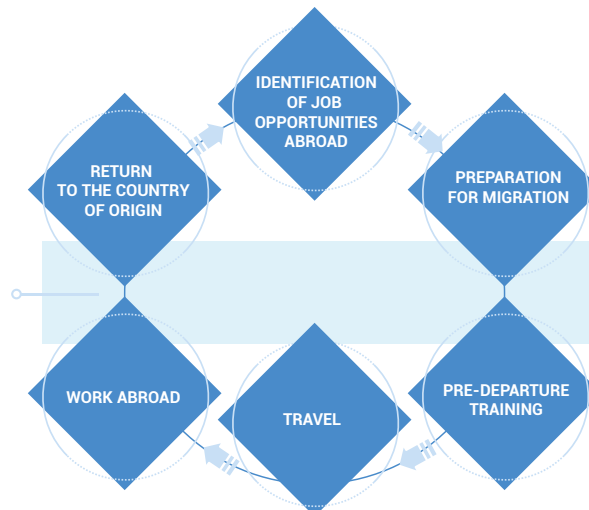 IDENTIFICATION
OF JOB
OPPORTUNITIES
ABROAD
PREPARATION
FOR MIGRATION
PRE-DEPARTURE
TRAINING
TRAVEL
WORK ABROAD
RETURN
TO THE COUNTRY
OF ORIGIN